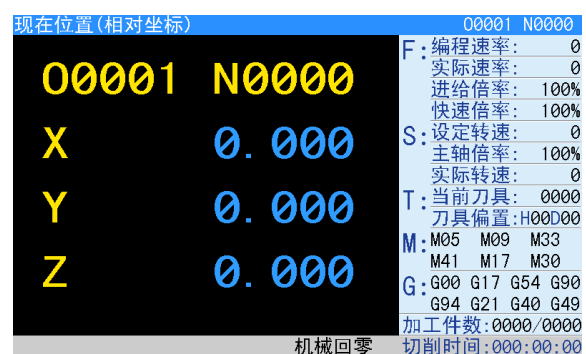 现在位置(相对坐标) O0001 N0000
O0001 N0000
X 0.000
Y 0.000
Z 0.000
F:编程速率: 0
实际速率: 0
进给倍率: 100%
快速倍率: 100%
S:设定转速: 0
主轴倍率: 100%
实际转速: 0
T:当前刀具: 0000
刀具偏置:H00D00
M:M05 M09 M33
M41 M17 M30
G:G00 G17 G54 G90
G94 G21 G40 G49
加工件数:0000/0000
机械回零 切削时间:000:00:00